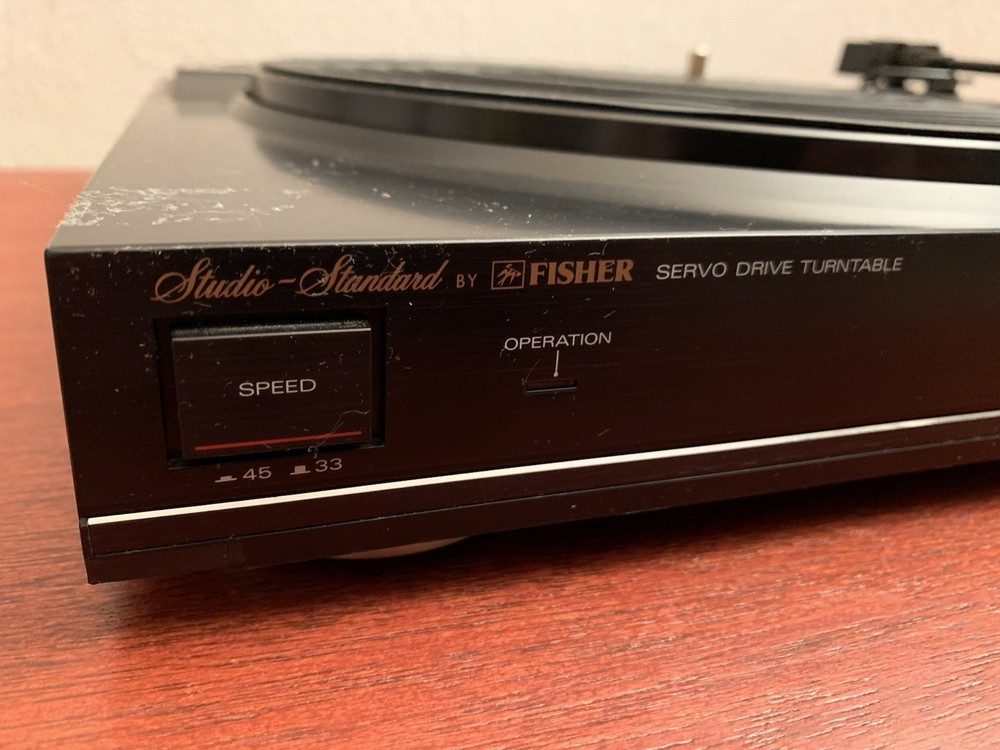 Studio-Standard BY FISHER SERVO DRIVE TURNTABLE
OPERATION
SPEED
45 33